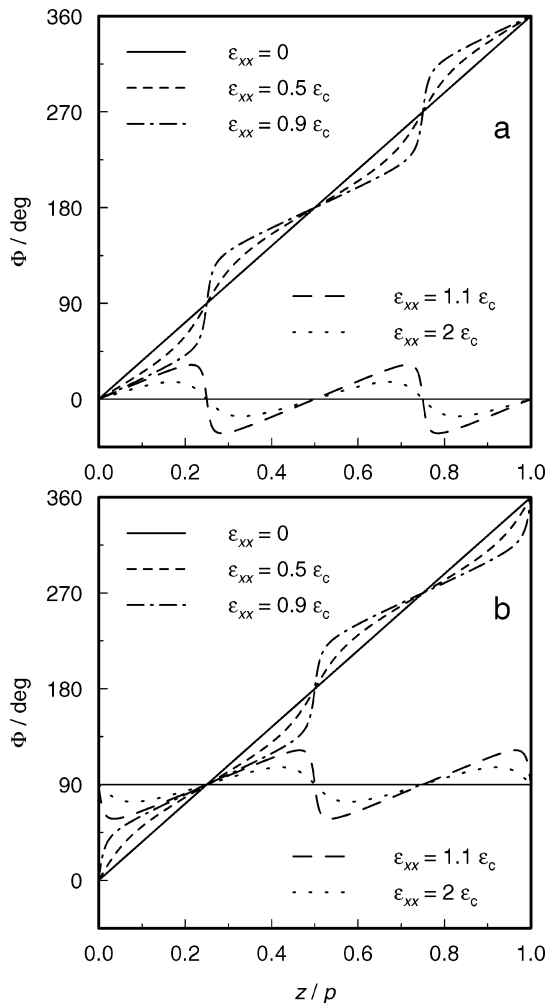 360
270
180
90
0
Φ / deg
ε_xx = 0
ε_xx = 0.5 ε_c
ε_xx = 0.9 ε_c
a
ε_xx = 1.1 ε_c
ε_xx = 2 ε_c
0.0 0.2 0.4 0.6 0.8 1.0
360
270
180
90
0
Φ / deg
ε_xx = 0
ε_xx = 0.5 ε_c
ε_xx = 0.9 ε_c
b
ε_xx = 1.1 ε_c
ε_xx = 2 ε_c
0.0 0.2 0.4 0.6 0.8 1.0
z / p